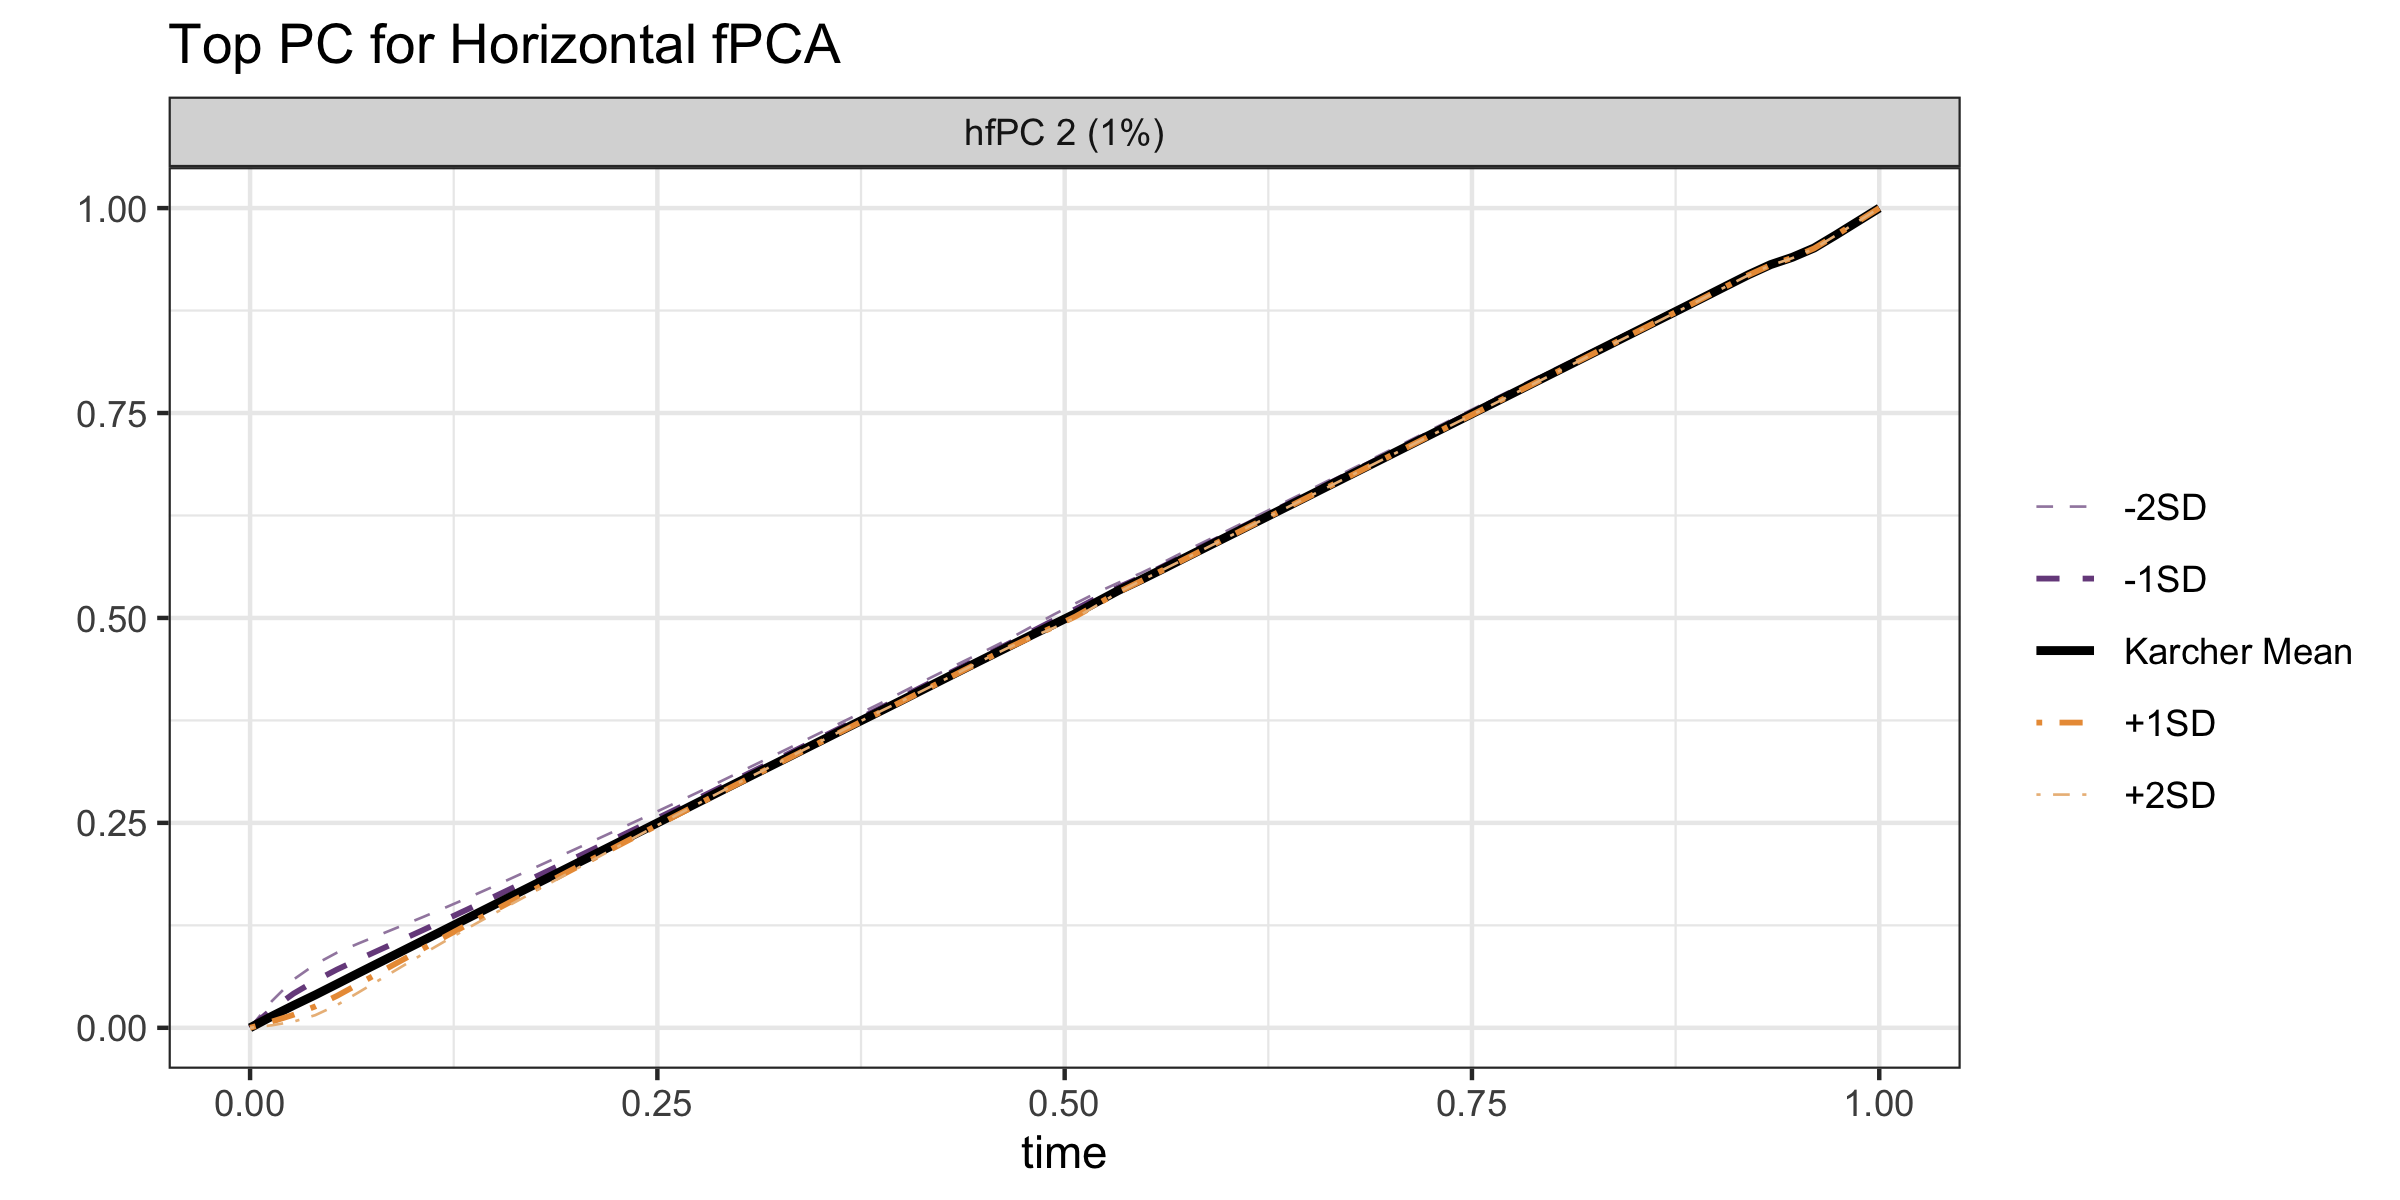 Top PC for Horizontal fPCA
hfPC 2 (1%)
1.00
0.75
0.50
0.25
0.00
0.00 0.25 0.50 0.75 1.00
time
-2SD
-1SD
Karcher Mean
+1SD
+2SD